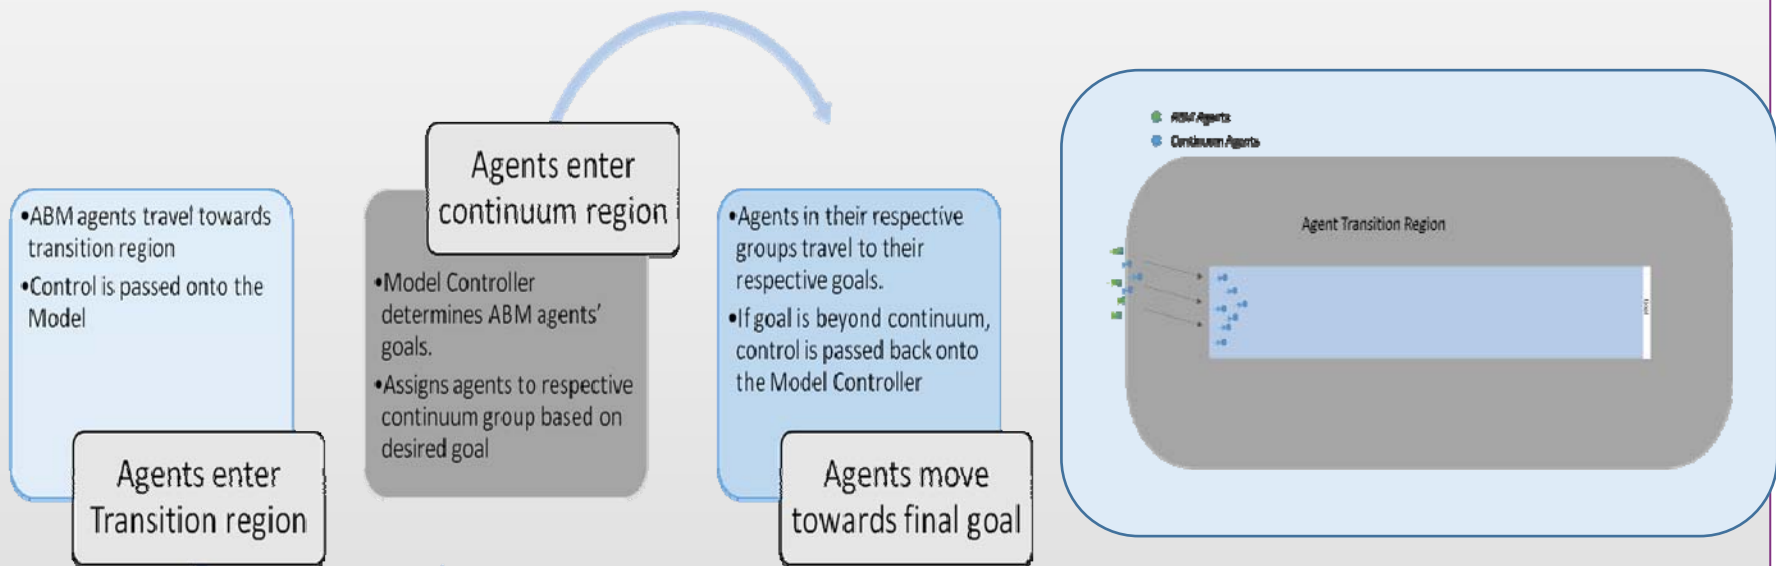 •ABM agents travel towards
transition region
•Control is passed onto the
Model
Agents enter
Transition region
Agents enter
continuum region
•Model Controller
determines ABM agents'
goals.
•Assigns agents to respective
continuum group based on
desired goal
•Agents in their respective
groups travel to their
respective goals.
•If goal is beyond continuum,
control is passed back onto
the Model Controller
Agents move
towards final goal
ABM Agents
Continuum Agents
Agent Transition Region